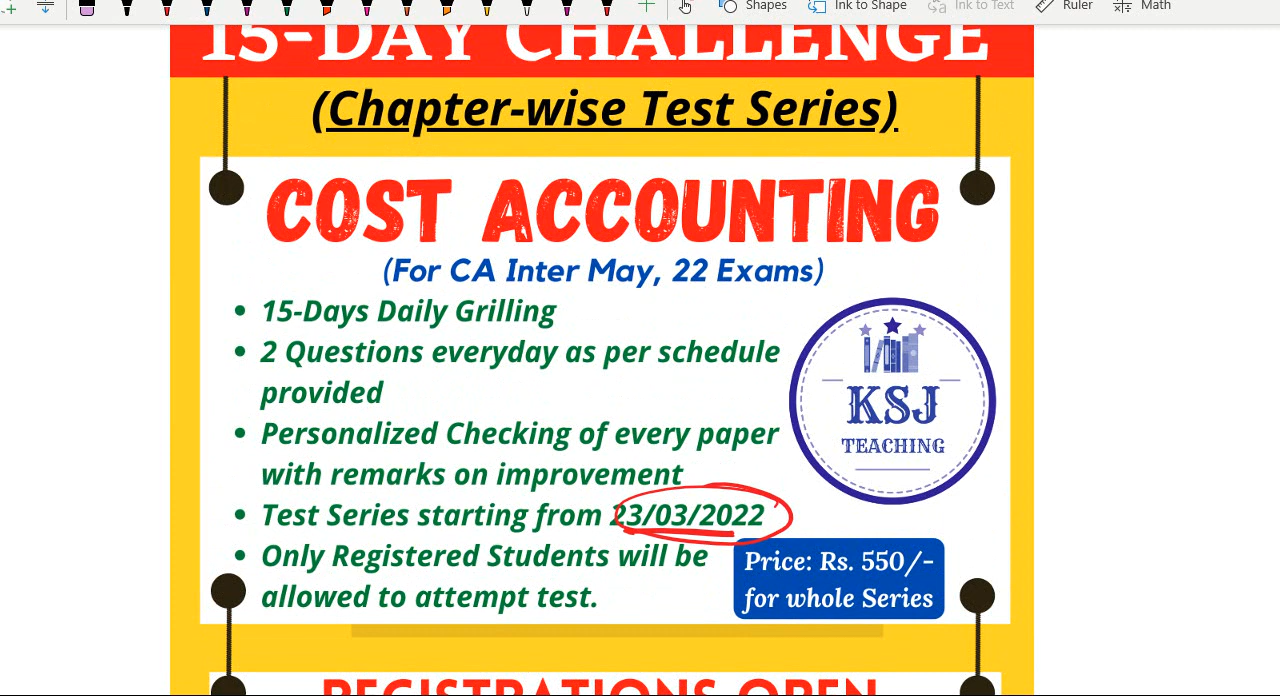 Shapes
Ink to Shape
Ink to Text
Ruler
Math
15-DAY CHALLENGE
(Chapter-wise Test Series)
COST ACCOUNTING
(For CA Inter May, 22 Exams)
• 15-Days Daily Grilling
• 2 Questions everyday as per schedule
provided
• Personalized Checking of every paper
with remarks on improvement
• Test Series starting from 23/03/2022
• Only Registered Students will be
allowed to attempt test.
KSJ
TEACHING
Price: Rs. 550/-
for whole Series
REGISTRATIONS OPEN